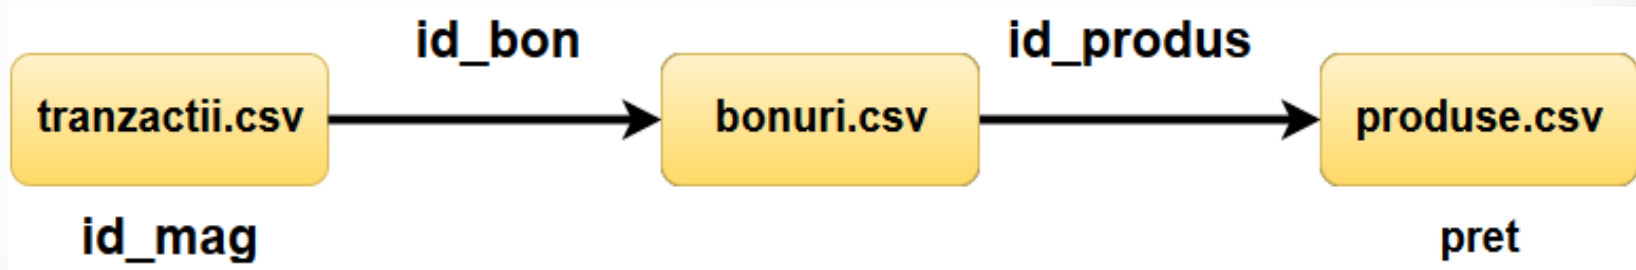 id_bon
id_produs
tranzactii.csv
bonuri.csv
produse.csv
id_mag
pret